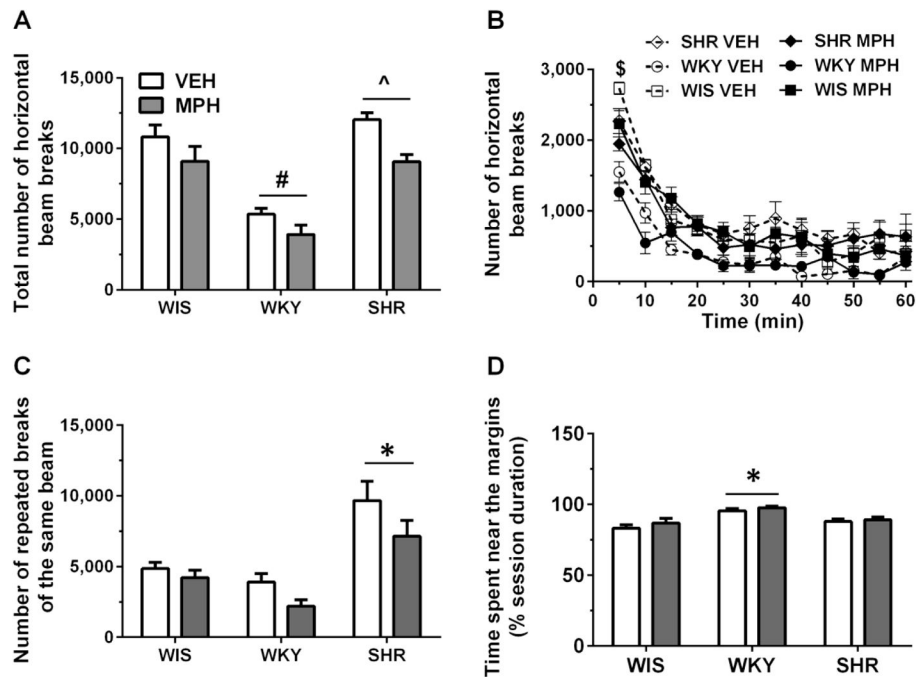 A
Total number of horizontal
beam breaks
15,000
10,000
5,000
0
VEH
MPH
^
#
WIS
WKY
SHR
B
SHR VEH
SHR MPH
WKY VEH
WKY MPH
WIS VEH
WIS MPH
Number of horizontal
beam breaks
3,000
2,000
1,000
0
$
0
10
20
30
40
50
60
Time (min)
C
Number of repeated breaks
of the same beam
15,000
10,000
5,000
0
*
WIS
WKY
SHR
D
Time spent near the margins
(% session duration)
150
100
50
0
*
WIS
WKY
SHR